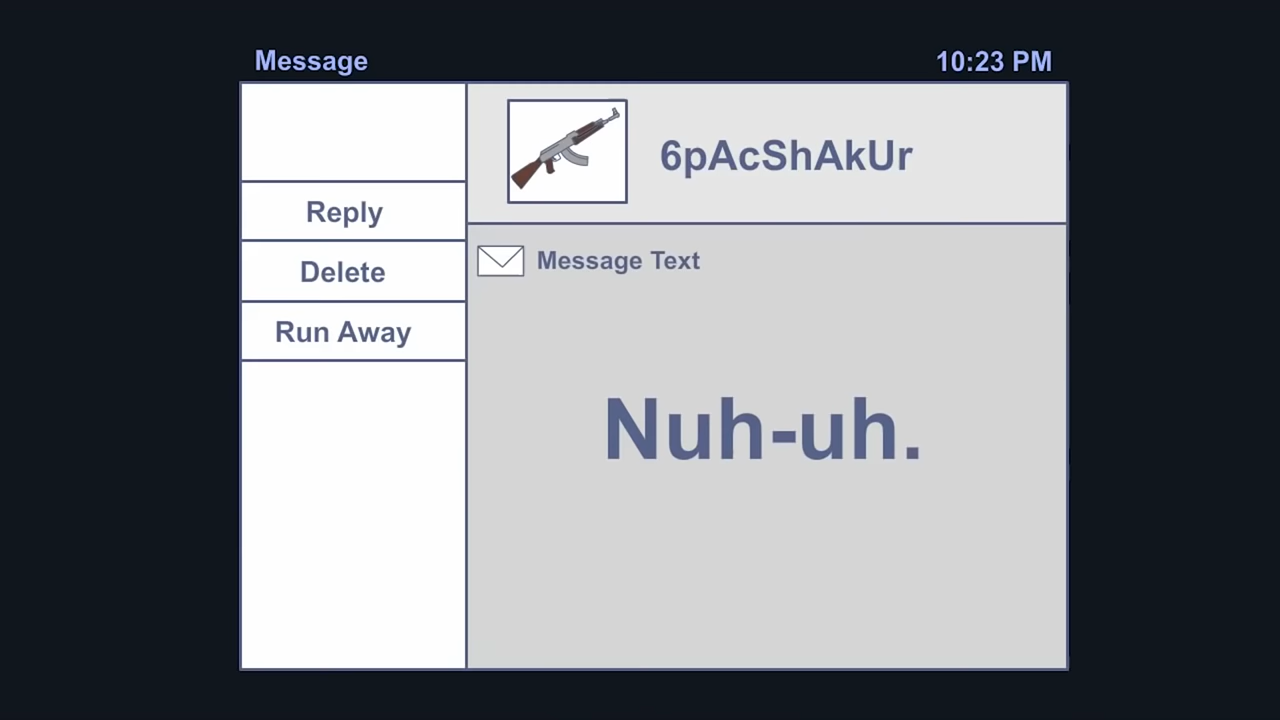 Message
10:23 PM
6pAcShAkUr
Reply
Delete
Run Away
Message Text
Nuh-uh.